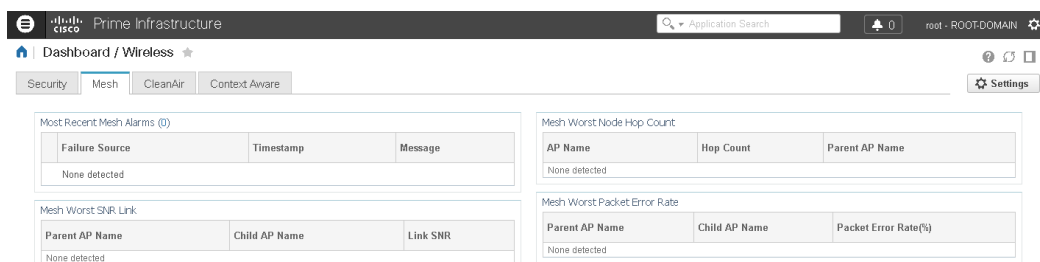 cisco Prime Infrastructure
Application Search
0
root - ROOT-DOMAIN
Dashboard / Wireless
Security Mesh CleanAir Context Aware
Settings
Most Recent Mesh Alarms (0)
Failure Source Timestamp Message
None detected
Mesh Worst SNR Link
Parent AP Name Child AP Name Link SNR
None detected
Mesh Worst Node Hop Count
AP Name Hop Count Parent AP Name
None detected
Mesh Worst Packet Error Rate
Parent AP Name Child AP Name Packet Error Rate(%)
None detected